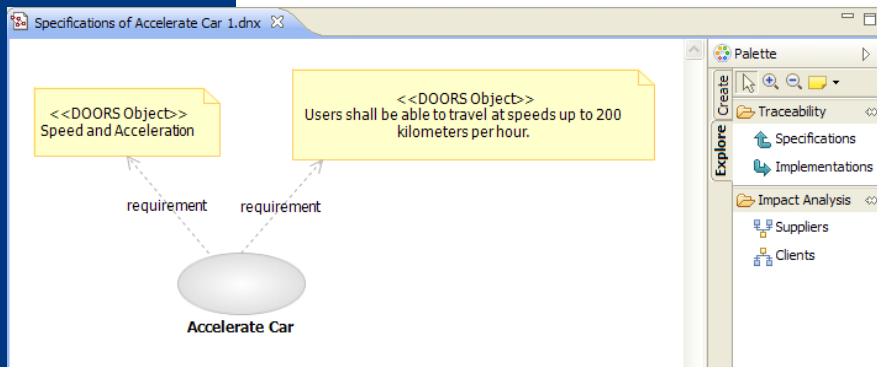 Specifications of Accelerate Car 1.dnx
<<DOORS Object>>
Speed and Acceleration
<<DOORS Object>>
Users shall be able to travel at speeds up to 200
kilometers per hour.
requirement
requirement
Accelerate Car
Palette
Create
Explore
Traceability
Specifications
Implementations
Impact Analysis
Suppliers
Clients